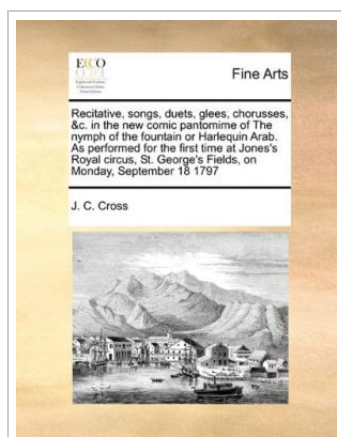 ECCO
Fine Arts
Recitative, songs, duets, glees, chorusses,
&c. in the new comic pantomime of The
nymph of the fountain or Harlequin Arab.
As performed for the first time at Jones's
Royal circus, St. George's Fields, on
Monday, September 18 1797
J. C. Cross